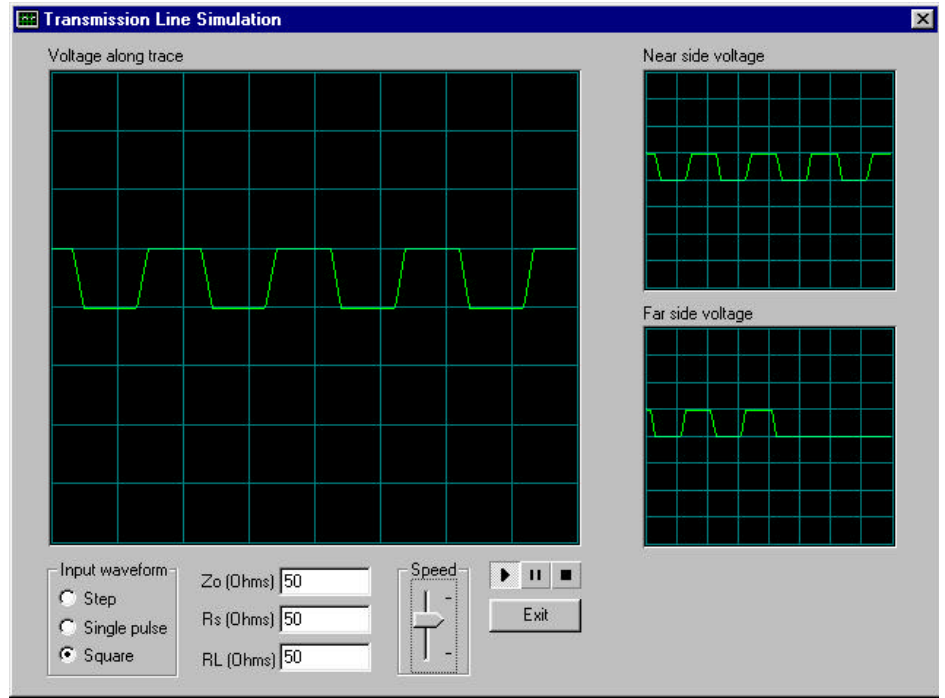 Transmission Line Simulation
Voltage along trace
Near side voltage
Far side voltage
Input waveform
Step
Single pulse
Square
Zo (Ohms) 50
Rs (Ohms) 50
RL (Ohms) 50
Speed
Exit